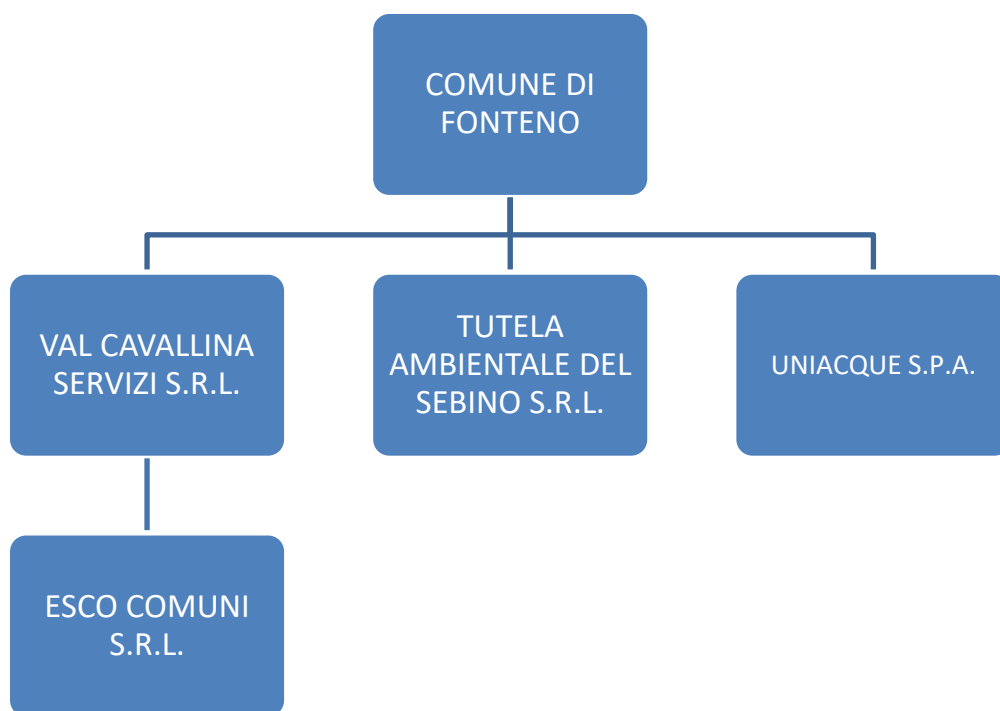 COMUNE DI
FONTENO
VAL CAVALLINA
SERVIZI S.R.L.
TUTELA
AMBIENTALE DEL
SEBINO S.R.L.
UNIACQUE S.P.A.
ESCO COMUNI
S.R.L.